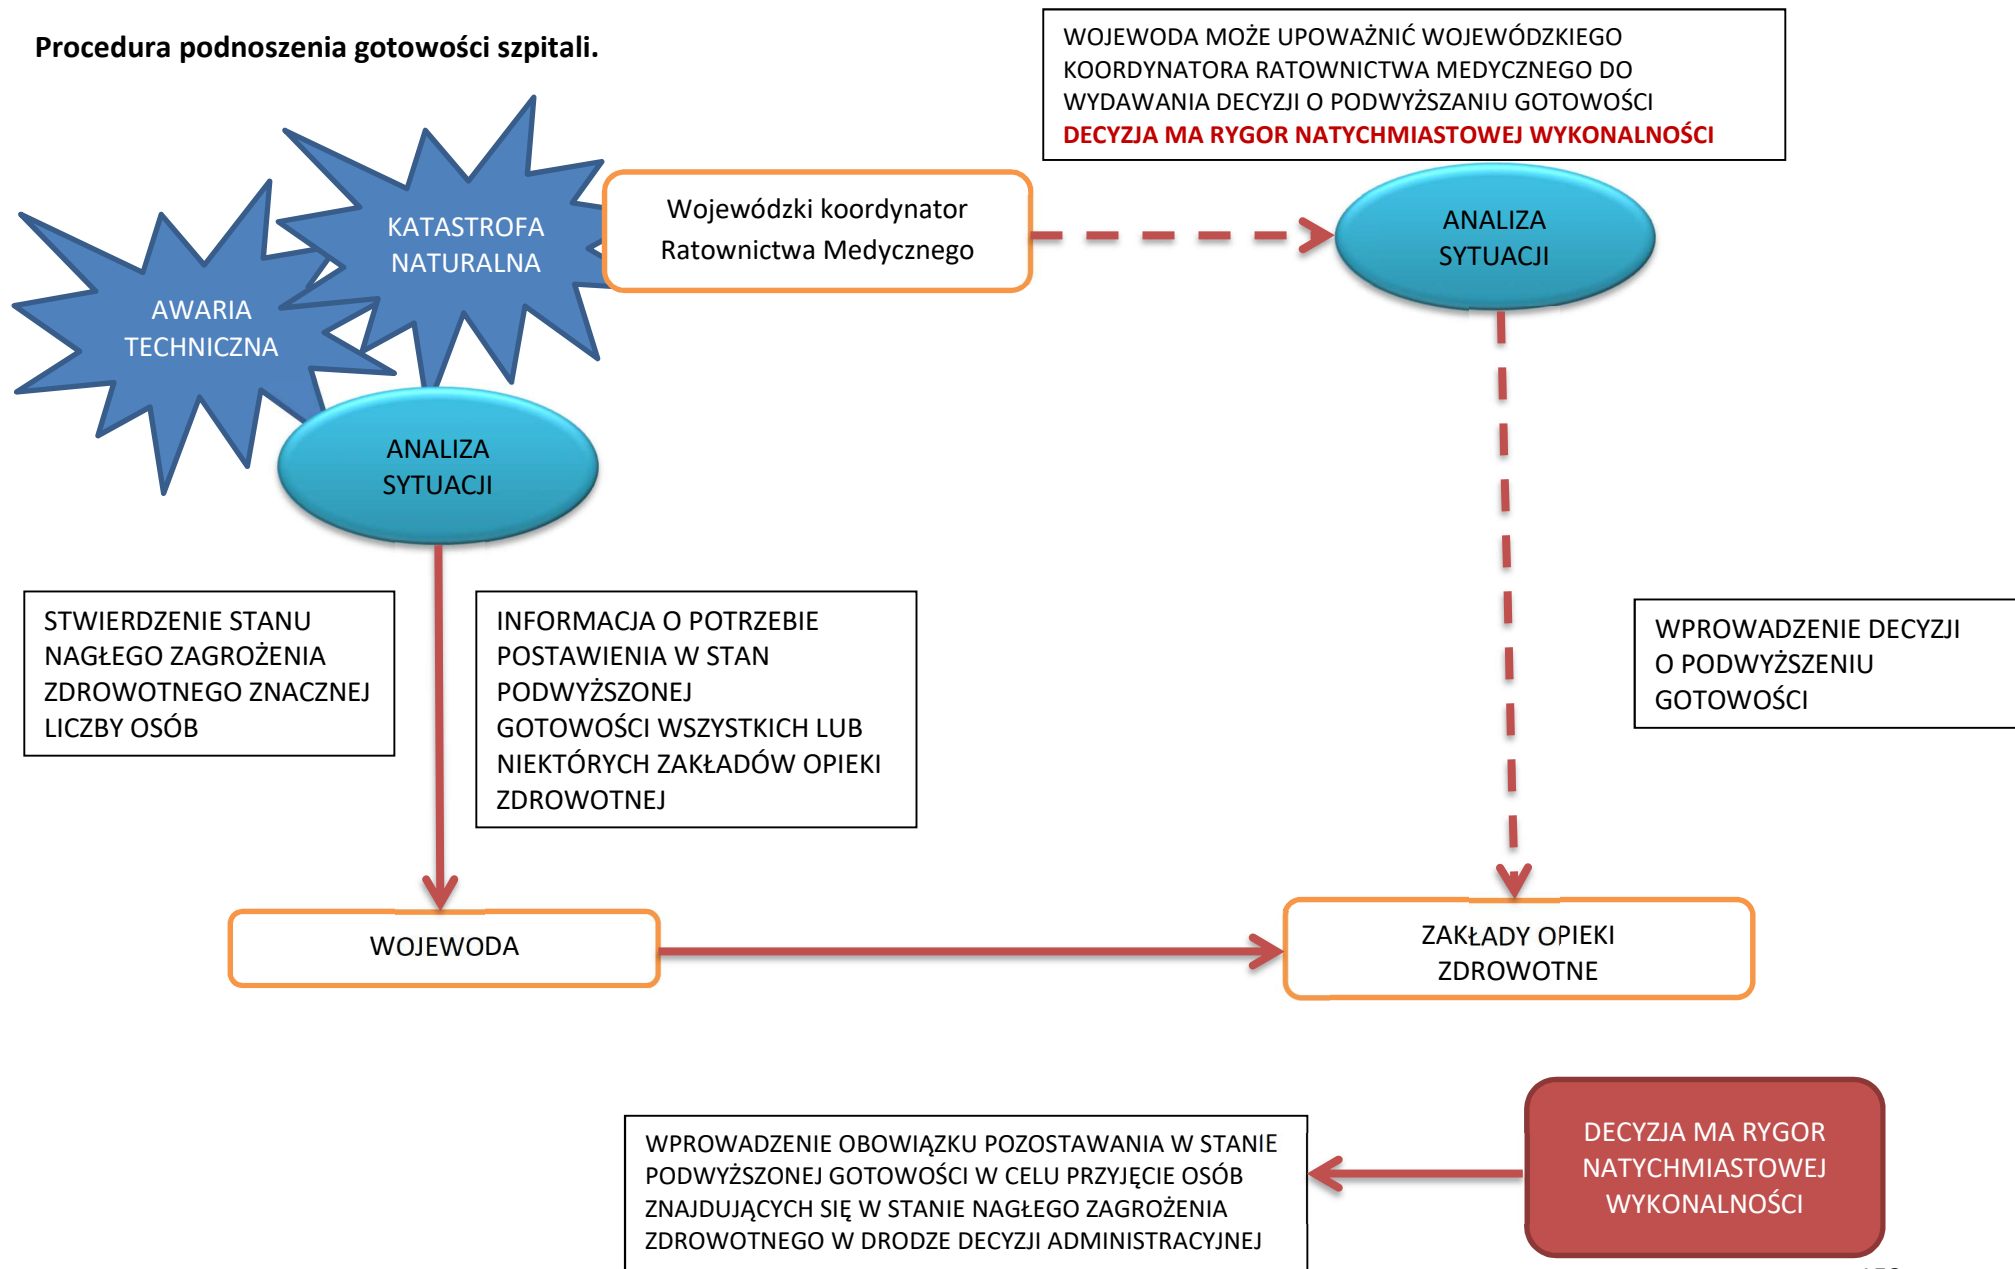 Procedura podnoszenia gotowości szpitali.
WOJEWODA MOŻE UPOWAŻNIĆ WOJEWÓDZKIEGO
KOORDYNATORA RATOWNICTWA MEDYCZNEGO DO
WYDAWANIA DECYZJI O PODWYŻSZANIU GOTOWOŚCI
DECYZJA MA RYGOR NATYCHMIASTOWEJ WYKONALNOŚCI
KATASTROFA
NATURALNA
Wojewódzki koordynator
Ratownictwa Medycznego
ANALIZA
SYTUACJI
AWARIA
TECHNICZNA
ANALIZA
SYTUACJI
STWIERDZENIE STANU
NAGŁEGO ZAGROŻENIA
ZDROWOTNEGO ZNACZNEJ
LICZBY OSÓB
INFORMACJA O POTRZEBIE
POSTAWIENIA W STAN
PODWYŻSZONEJ
GOTOWOŚCI WSZYSTKICH LUB
NIEKTÓRYCH ZAKŁADÓW OPIEKI
ZDROWOTNEJ
WPROWADZENIE DECYZJI
O PODWYŻSZENIU
GOTOWOŚCI
WOJEWODA
ZAKŁADY OPIEKI
ZDROWOTNE
WPROWADZENIE OBOWIĄZKU POZOSTAWANIA W STANIE
PODWYŻSZONEJ GOTOWOŚCI W CELU PRZYJĘCIE OSÓB
ZNAJDUJĄCYCH SIĘ W STANIE NAGŁEGO ZAGROŻENIA
ZDROWOTNEGO W DRODZE DECYZJI ADMINISTRACYJNEJ
DECYZJA MA RYGOR
NATYCHMIASTOWEJ
WYKONALNOŚCI